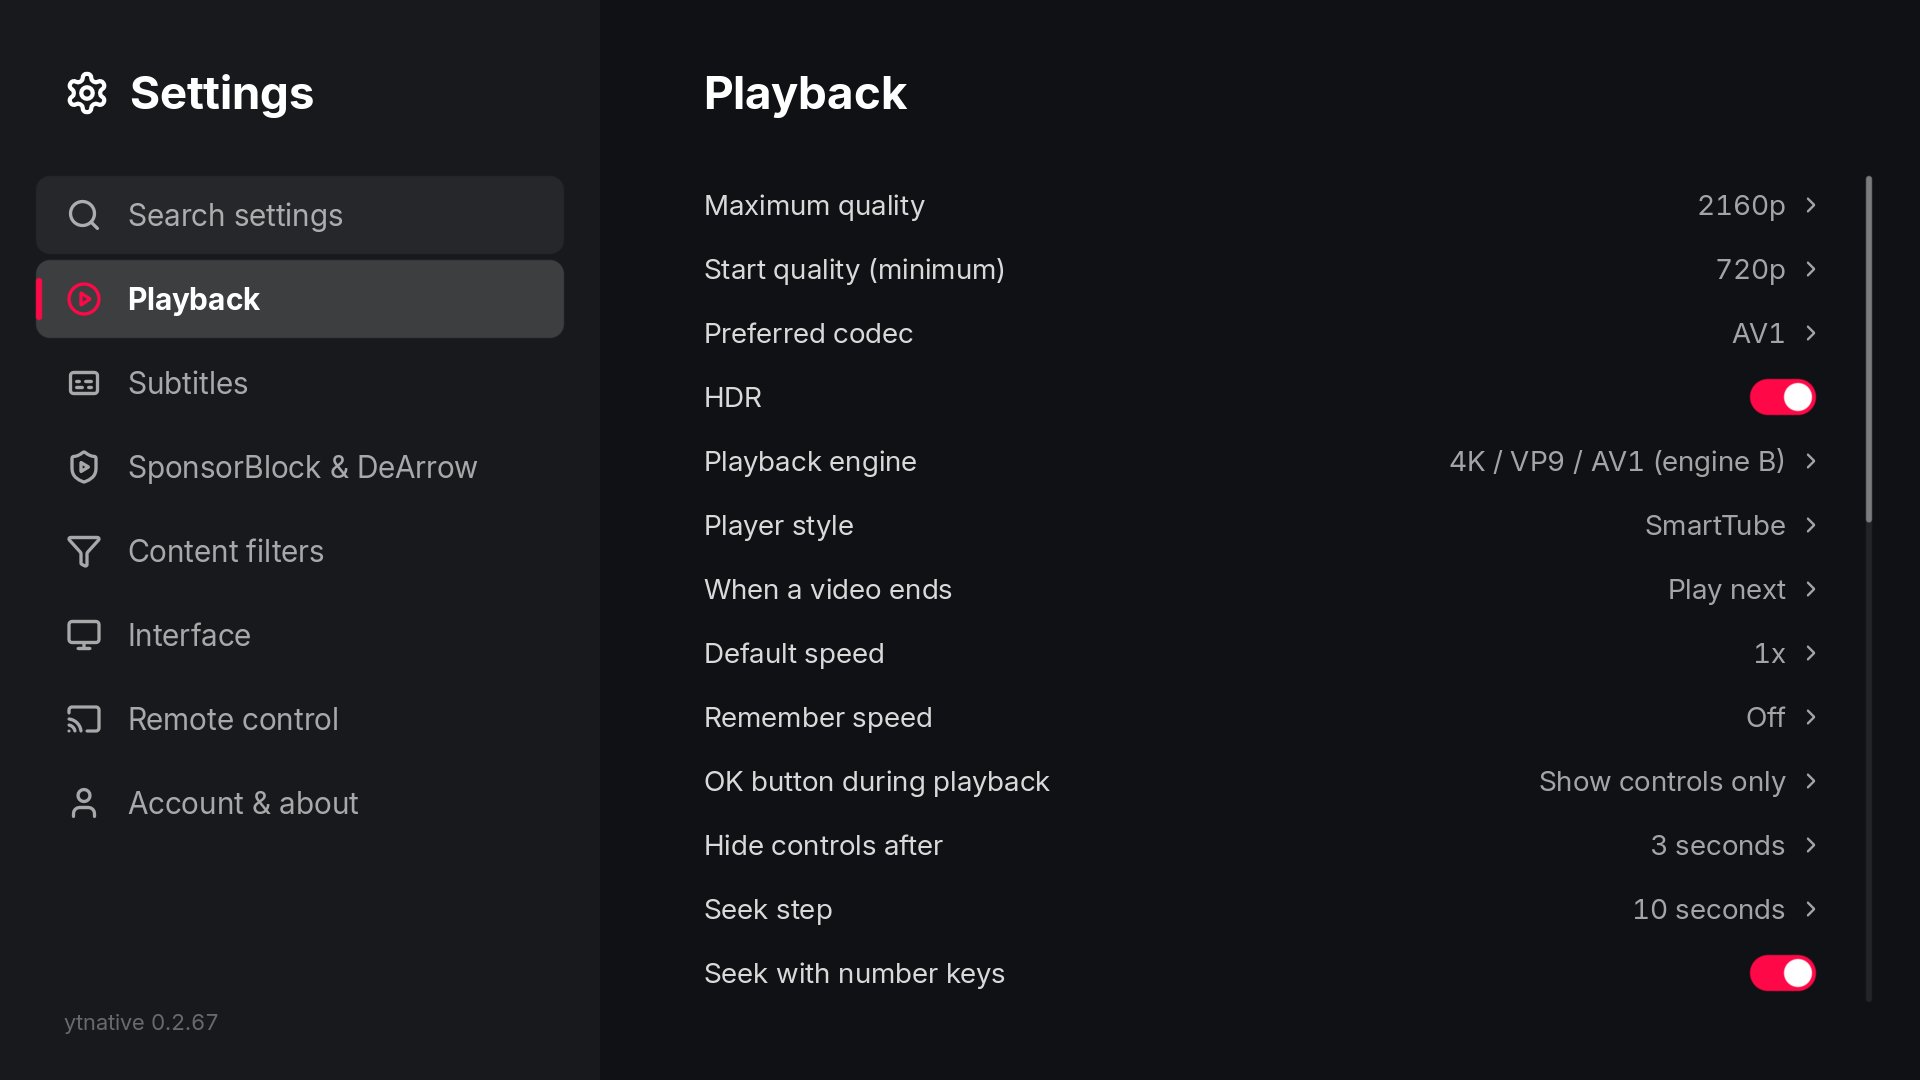 Settings
Search settings
Playback
Subtitles
SponsorBlock & DeArrow
Content filters
Interface
Remote control
Account & about
ytnative 0.2.67
Playback
Maximum quality 2160p
Start quality (minimum) 720p
Preferred codec AV1
HDR
Playback engine 4K / VP9 / AV1 (engine B)
Player style SmartTube
When a video ends Play next
Default speed 1x
Remember speed Off
OK button during playback Show controls only
Hide controls after 3 seconds
Seek step 10 seconds
Seek with number keys